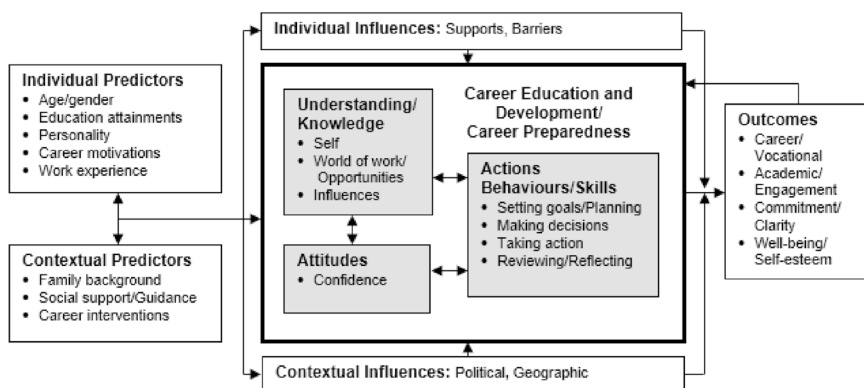 Individual Influences: Supports, Barriers
Individual Predictors
• Age/gender
• Education attainments
• Personality
• Career motivations
• Work experience
Contextual Predictors
• Family background
• Social support/Guidance
• Career interventions
Understanding/
Knowledge
• Self
• World of work/
Opportunities
• Influences
Attitudes
• Confidence
Career Education and
Development/
Career Preparedness
Actions
Behaviours/Skills
• Setting goals/Planning
• Making decisions
• Taking action
• Reviewing/Reflecting
Outcomes
• Career/
Vocational
• Academic/
Engagement
• Commitment/
Clarity
• Well-being/
Self-esteem
Contextual Influences: Political, Geographic